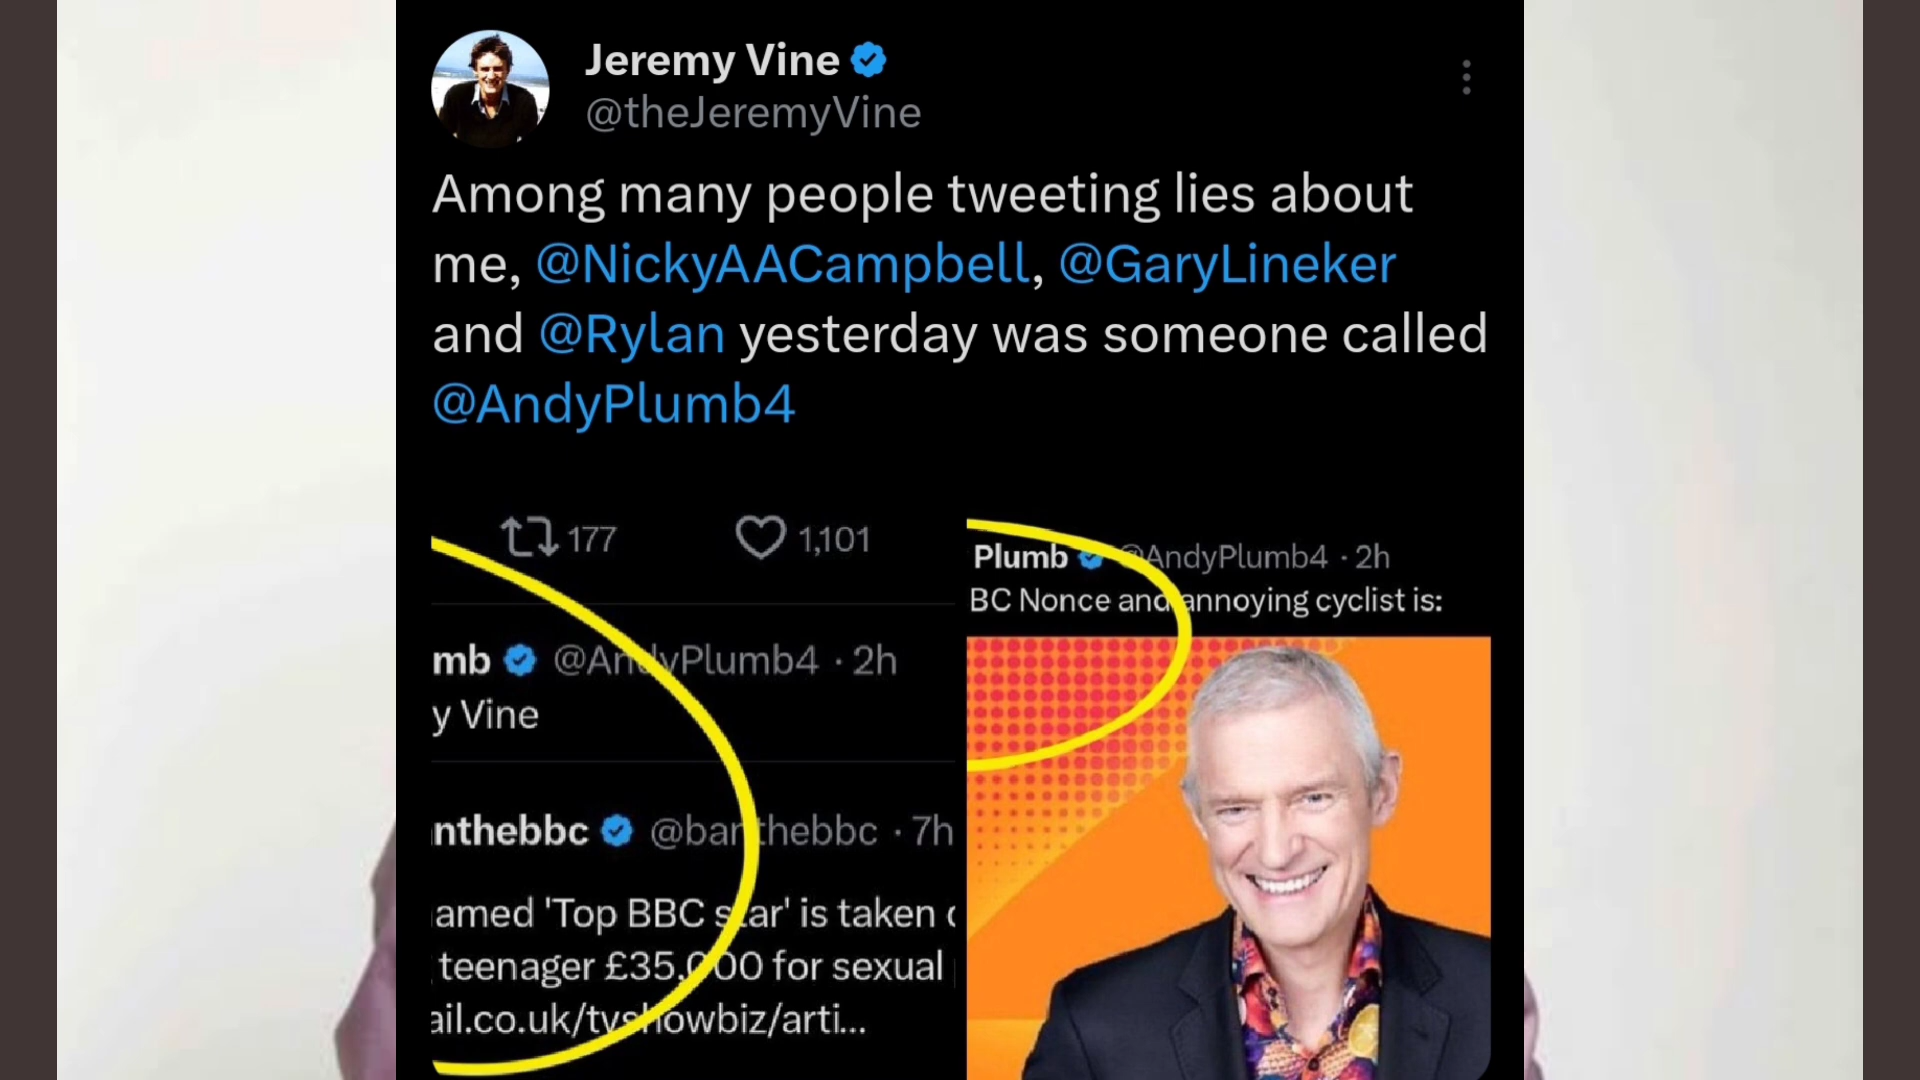 Jeremy Vine
@theJeremyVine
Among many people tweeting lies about
me, @NickyAACampbell, @GaryLineker
and @Rylan yesterday was someone called
@AndyPlumb4
177 1,101
mb @AndyPlumb4 · 2h
y Vine
nthebbc @banthebbc · 7h
amed 'Top BBC star' is taken
teenager £35,000 for sexual
ail.co.uk/tvshowbiz/arti...
Plumb @AndyPlumb4 · 2h
BC Nonce and annoying cyclist is: